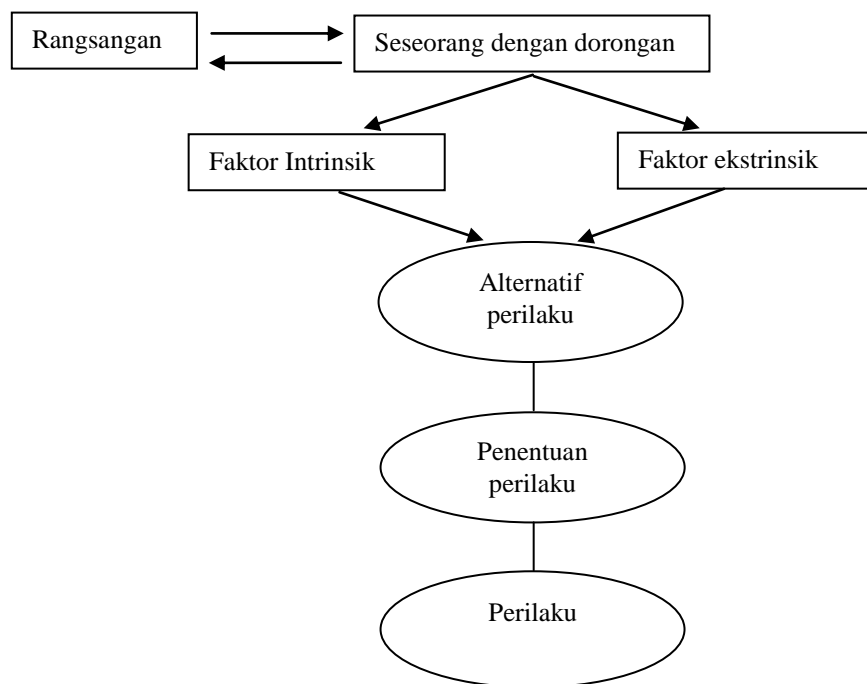 Rangsangan
Seseorang dengan dorongan
Faktor Intrinsik
Faktor ekstrinsik
Alternatif
perilaku
Penentuan
perilaku
Perilaku